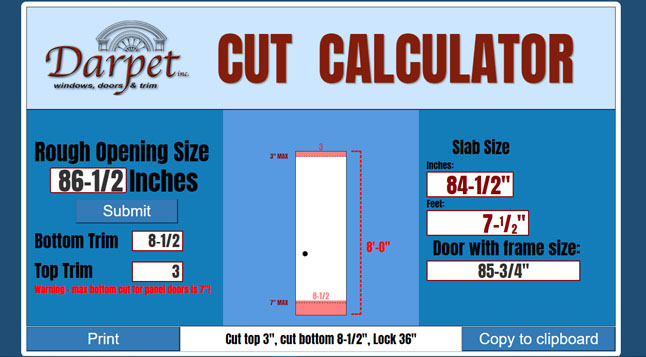 Darpet inc.
windows, doors & trim
CUT CALCULATOR
Rough Opening Size
86-1/2 Inches
Submit
Bottom Trim 8-1/2
Top Trim 3
Warning - max bottom cut for panel doors is 7"!
3
3" MAX
8'-0"
8-1/2
7" MAX
Slab Size
Inches:
84-1/2"
Feet:
7-1/2"
Door with frame size:
85-3/4"
Print
Cut top 3", cut bottom 8-1/2", Lock 36"
Copy to clipboard